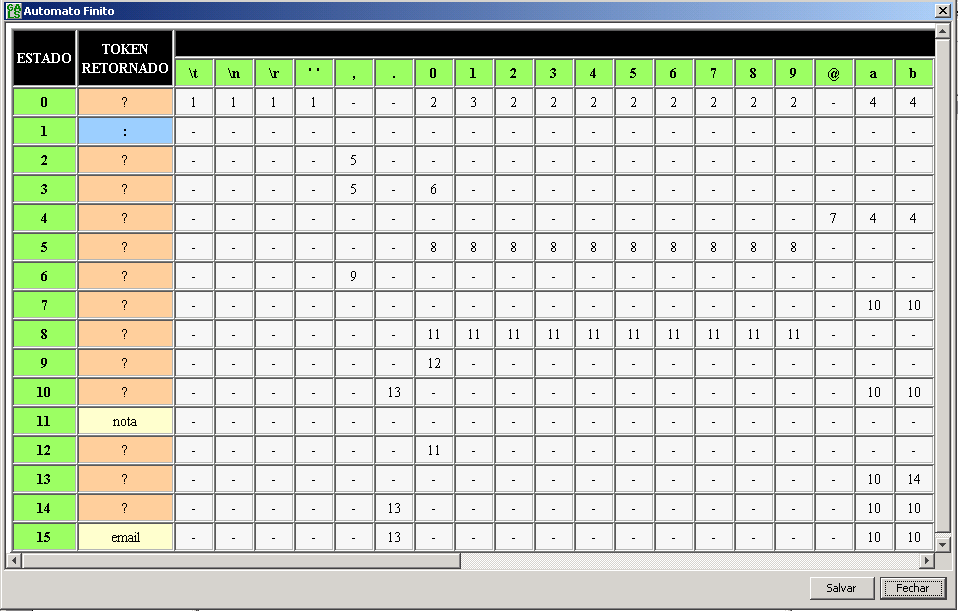 GALS Automato Finito
ESTADO TOKEN RETORNADO \t \n \r ' ' , . 0 1 2 3 4 5 6 7 8 9 @ a b
0 ? 1 1 1 1 - - 2 3 2 2 2 2 2 2 2 2 - 4 4
1 : - - - - - - - - - - - - - - - - - - -
2 ? - - - - 5 - - - - - - - - - - - - - -
3 ? - - - - 5 - 6 - - - - - - - - - - - -
4 ? - - - - - - - - - - - - - - - - 7 4 4
5 ? - - - - - - 8 8 8 8 8 8 8 8 8 8 - - -
6 ? - - - - 9 - - - - - - - - - - - - - -
7 ? - - - - - - - - - - - - - - - - - 10 10
8 ? - - - - - - 11 11 11 11 11 11 11 11 11 11 - - -
9 ? - - - - - - 12 - - - - - - - - - - - -
10 ? - - - - - 13 - - - - - - - - - - - 10 10
11 nota - - - - - - - - - - - - - - - - - - -
12 ? - - - - - - 11 - - - - - - - - - - - -
13 ? - - - - - - - - - - - - - - - - - 10 14
14 ? - - - - - 13 - - - - - - - - - - - 10 10
15 email - - - - - 13 - - - - - - - - - - - 10 10
Salvar Fechar